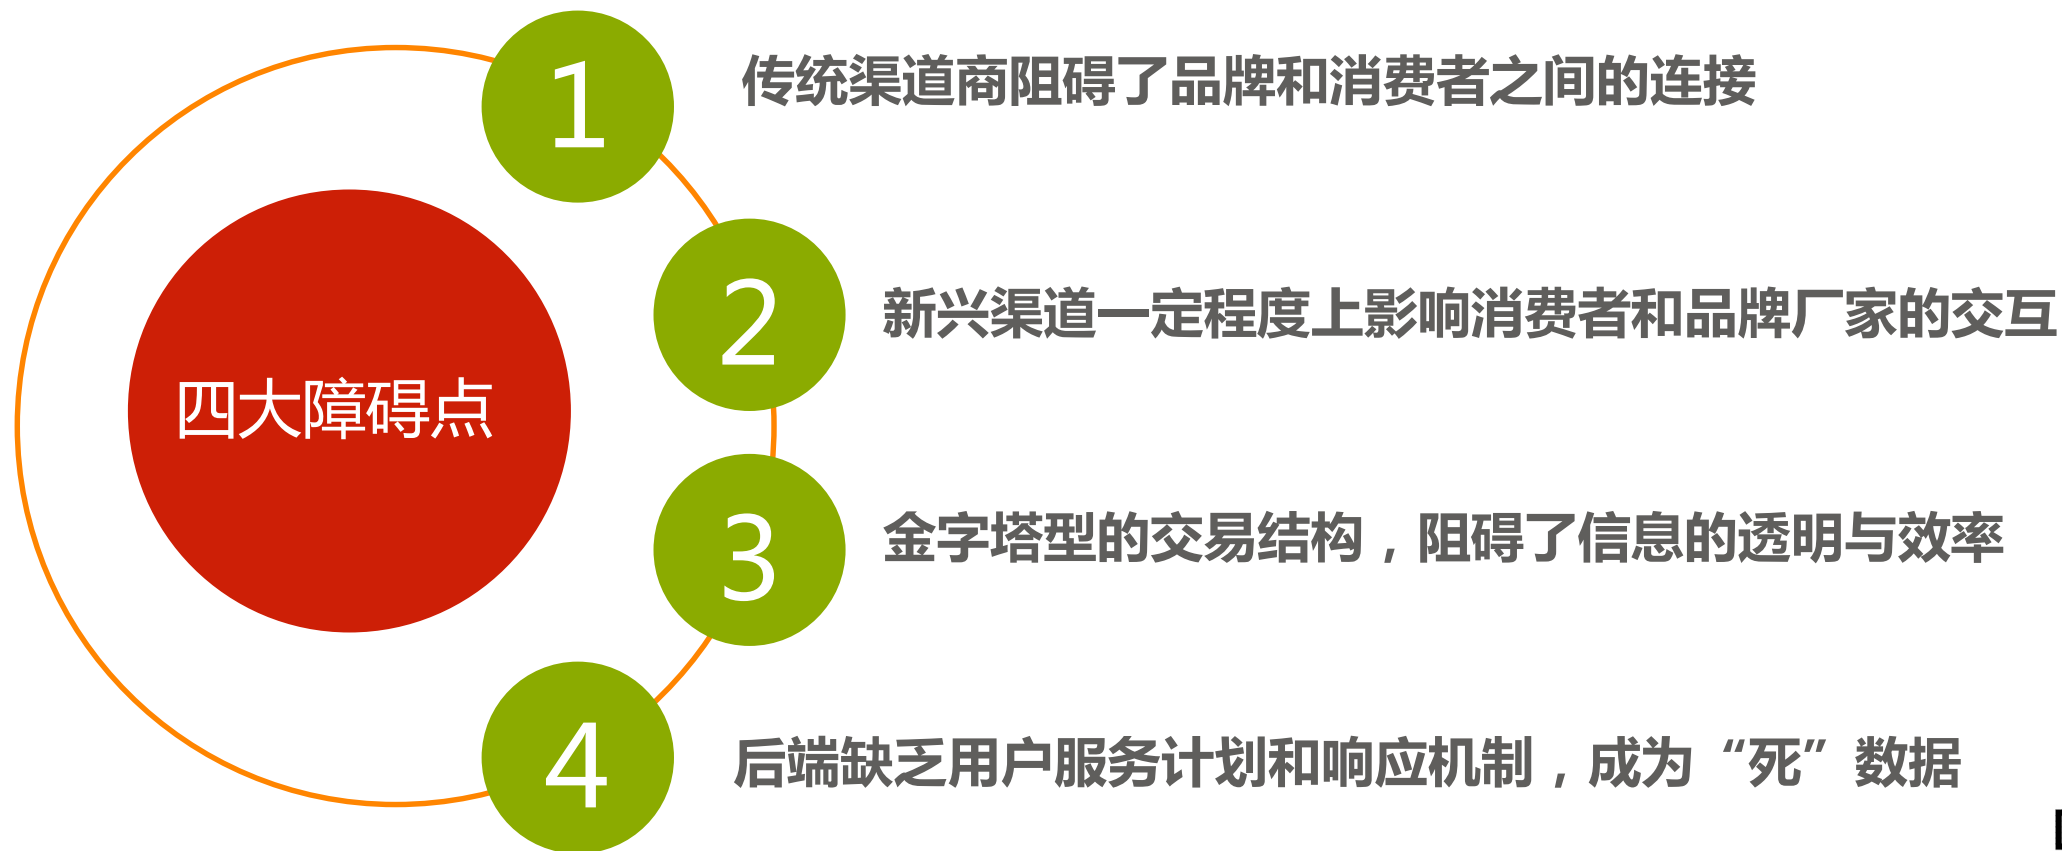 1
传统渠道商阻碍了品牌和消费者之间的连接
2
新兴渠道一定程度上影响消费者和品牌厂家的交互
四大障碍点
3
金字塔型的交易结构，阻碍了信息的透明与效率
4
后端缺乏用户服务计划和响应机制，成为“死”数据